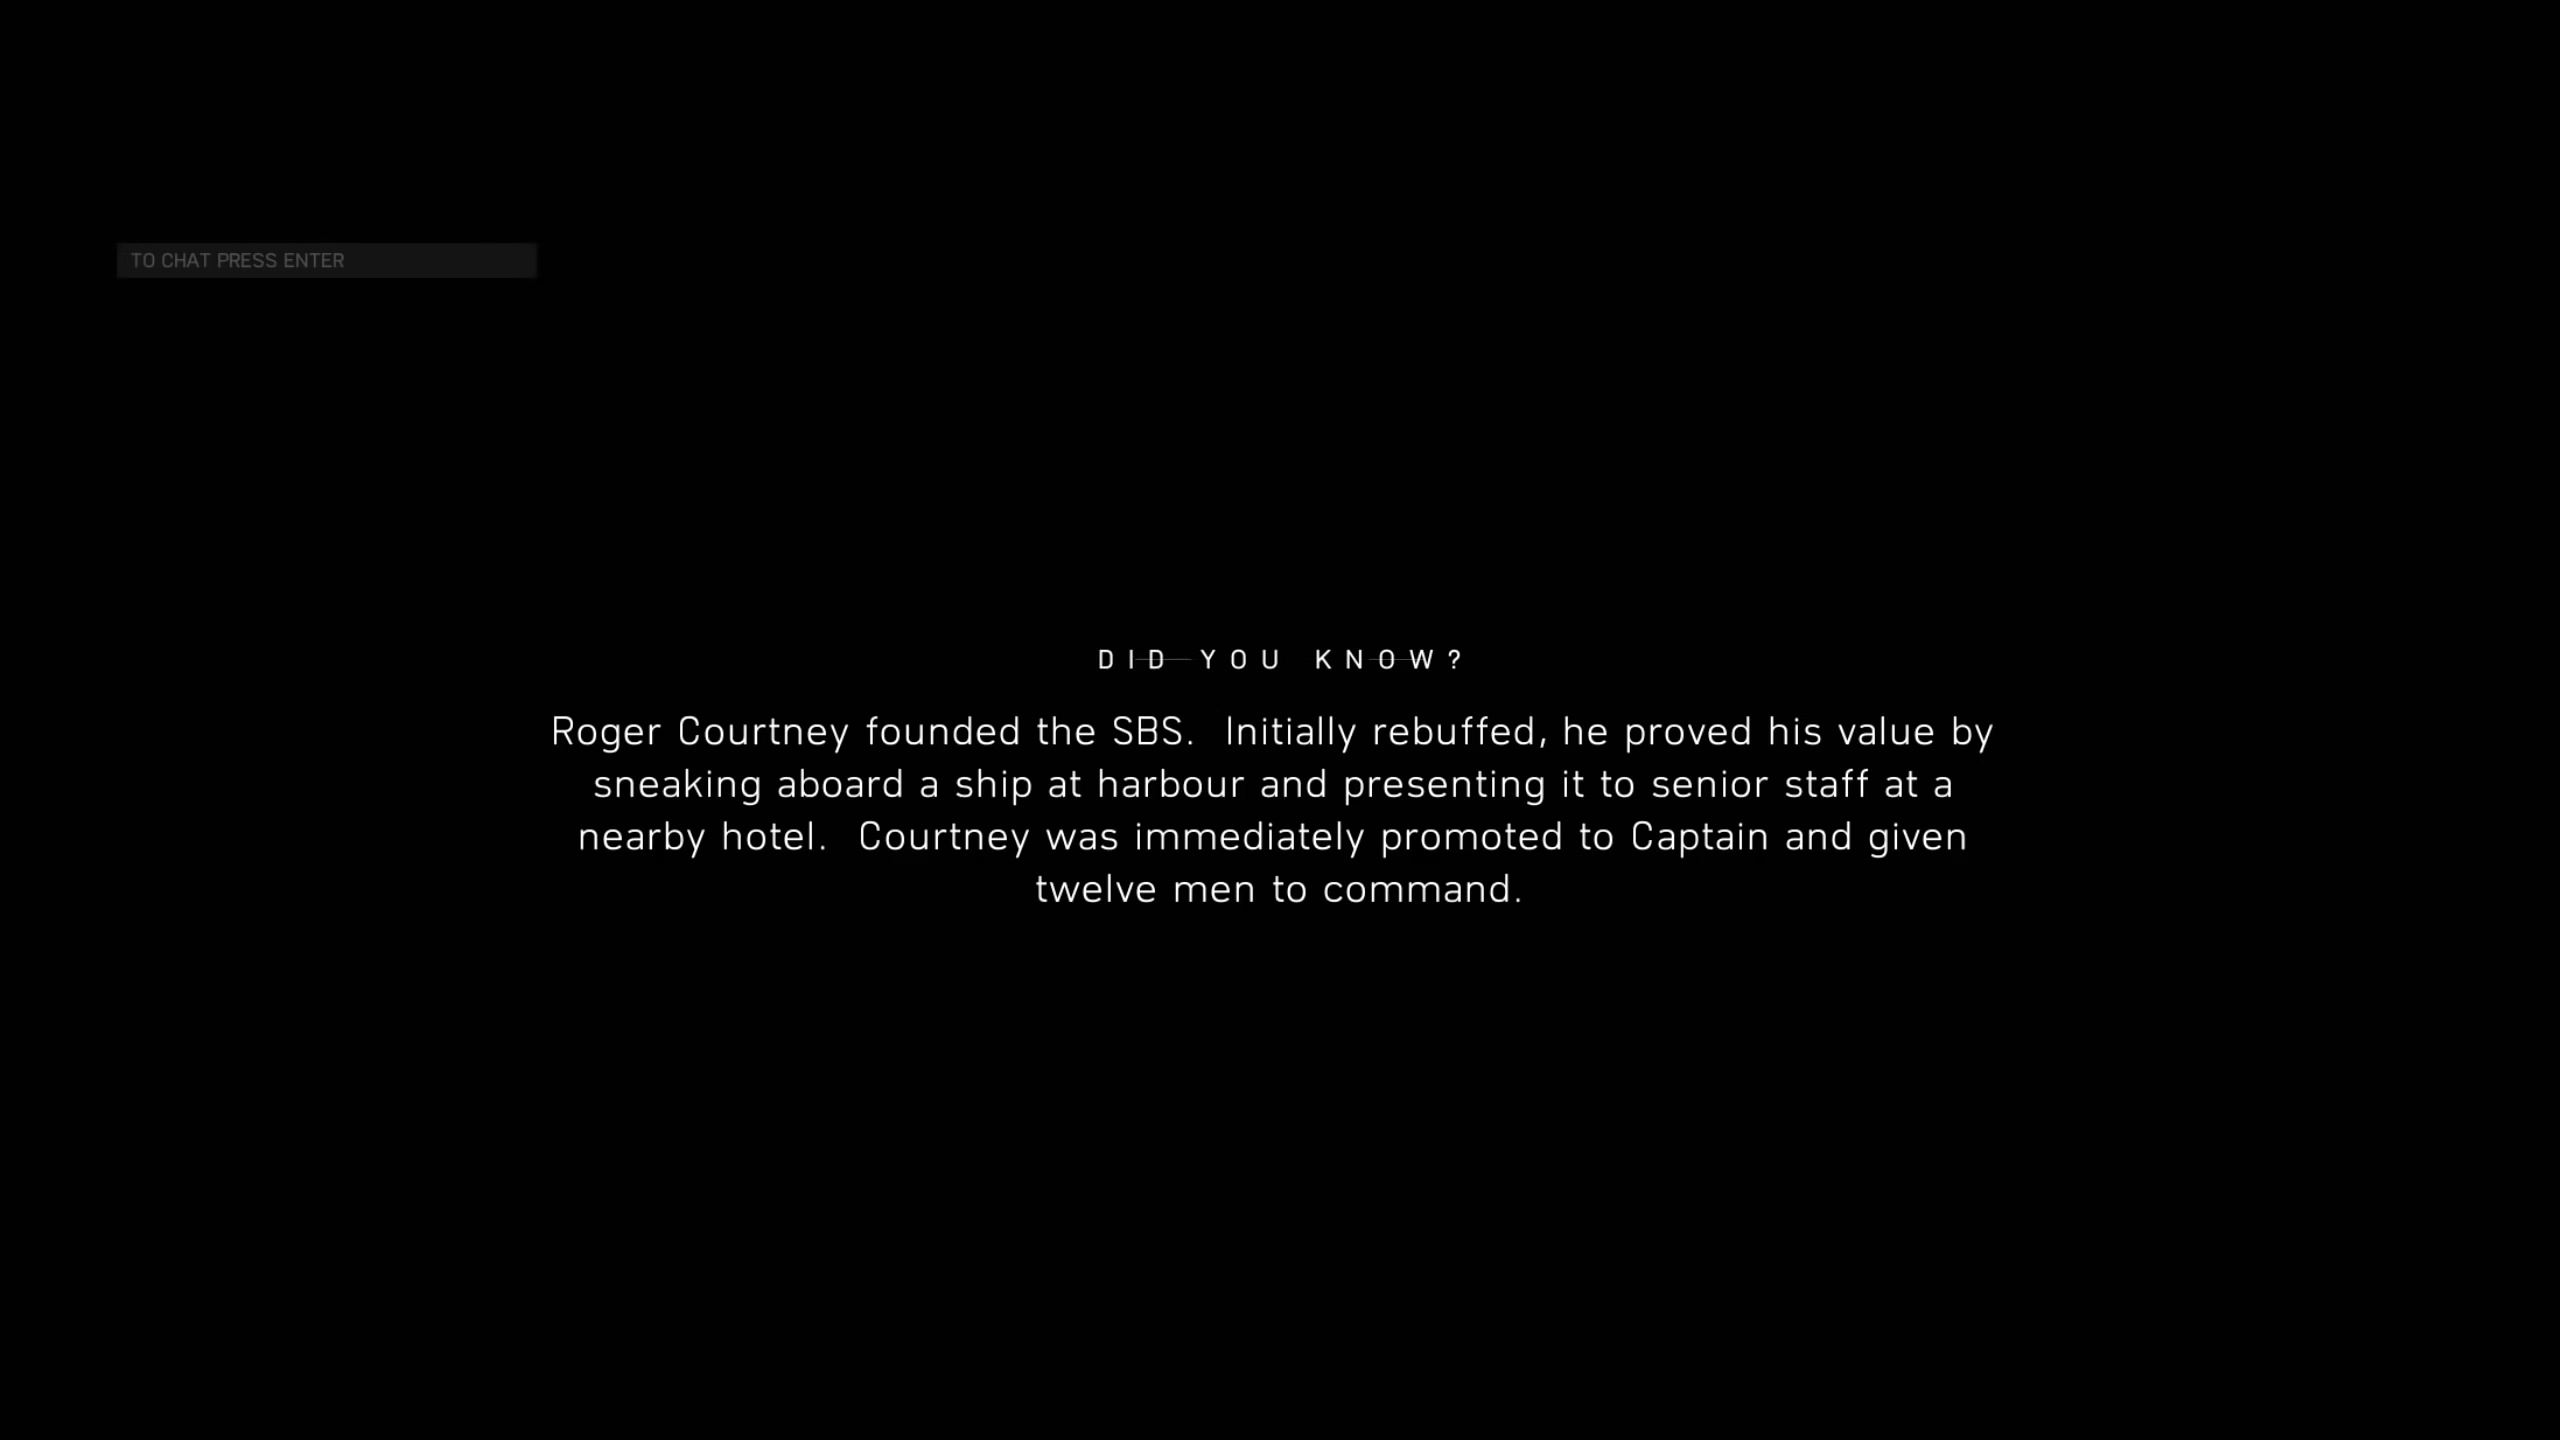 TO CHAT PRESS ENTER
DID YOU KNOW?
Roger Courtney founded the SBS.  Initially rebuffed, he proved his value by
sneaking aboard a ship at harbour and presenting it to senior staff at a
nearby hotel.  Courtney was immediately promoted to Captain and given
twelve men to command.